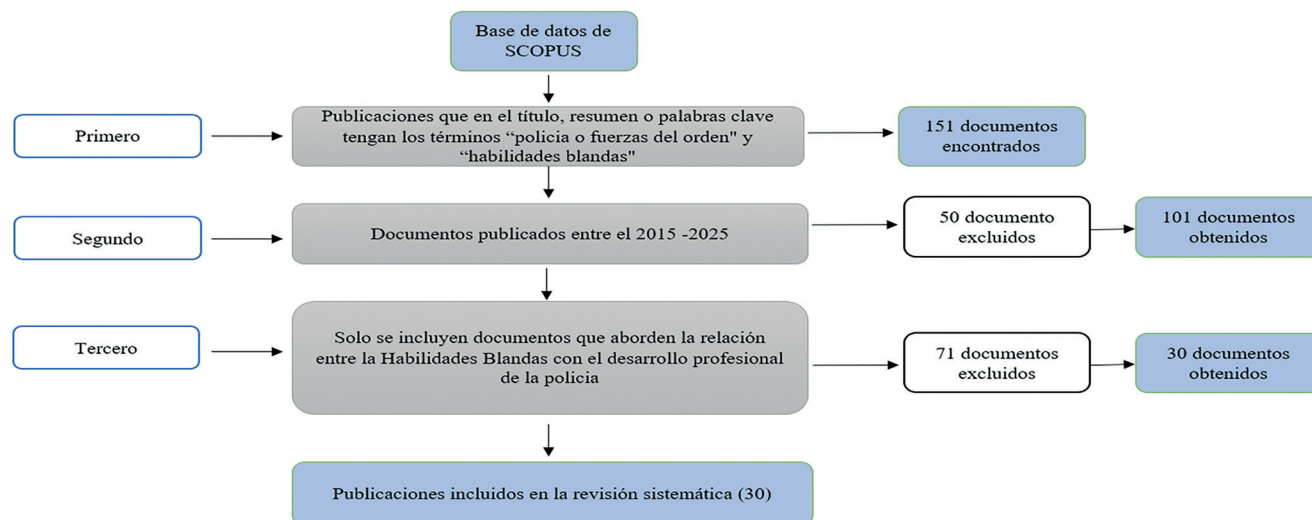 Base de datos de
SCOPUS
Primero
Publicaciones que en el título, resumen o palabras clave
tengan los términos “policia o fuerzas del orden" y
“habilidades blandas"
151 documentos
encontrados
Segundo
Documentos publicados entre el 2015 -2025
50 documento
excluidos
101 documentos
obtenidos
Tercero
Solo se incluyen documentos que aborden la relación
entre la Habilidades Blandas con el desarrollo profesional
de la policia
71 documentos
excluidos
30 documentos
obtenidos
Publicaciones incluidos en la revisión sistemática (30)